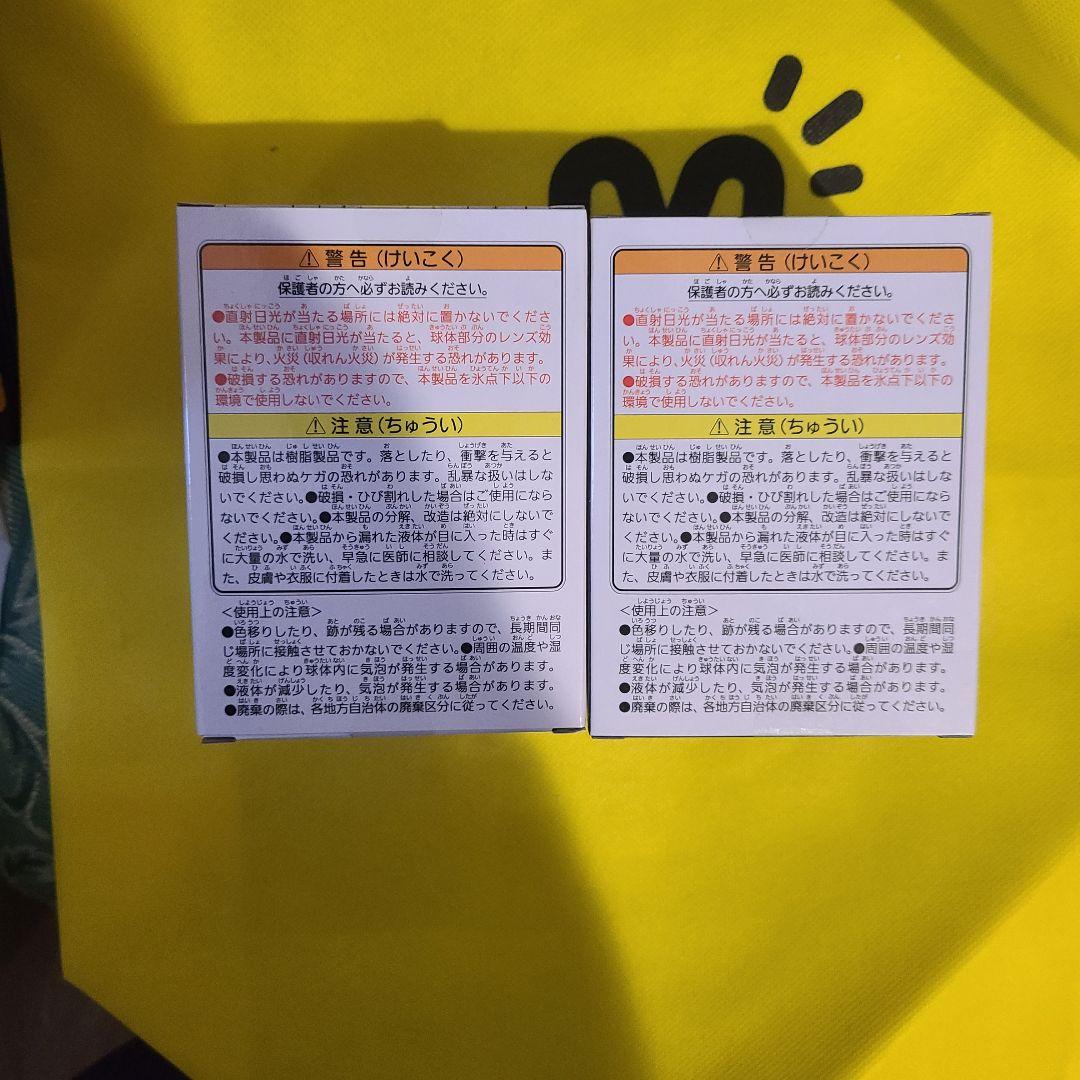 ⚠警告(けいこく)
保護者の方へ必ずお読みください。
●直射日光が当たる場所には絶対に置かないでくださ
い。本製品に直射日光が当たると、球体部分のレンズ効
果により、火災(収れん火災)が発生する恐れがあります。
●破損する恐れがありますので、本製品を氷点下以下の
環境で使用しないでください。
⚠注意(ちゅうい)
●本製品は樹脂製品です。落としたり、衝撃を与えると
破損し思わぬケガの恐れがあります。乱暴な扱いはしな
いでください。●破損・ひび割れした場合はご使用になら
ないでください。●本製品の分解、改造は絶対にしないで
ください。●本製品から漏れた液体が目に入った時はすぐ
に大量の水で洗い、早急に医師に相談してください。ま
た、皮膚や衣服に付着したときは水で洗ってください。
<使用上の注意>
●色移りしたり、跡が残る場合がありますので、長期間同
じ場所に接触させておかないでください。●周囲の温度や湿
度変化により球体内に気泡が発生する場合があります。
●液体が減少したり、気泡が発生する場合があります。
●廃棄の際は、各地方自治体の廃棄区分に従ってください。
⚠警告(けいこく)
保護者の方へ必ずお読みください。
●直射日光が当たる場所には絶対に置かないでくださ
い。本製品に直射日光が当たると、球体部分のレンズ効
果により、火災(収れん火災)が発生する恐れがあります。
●破損する恐れがありますので、本製品を氷点下以下の
環境で使用しないでください。
⚠注意(ちゅうい)
●本製品は樹脂製品です。落としたり、衝撃を与えると
破損し思わぬケガの恐れがあります。乱暴な扱いはしな
いでください。●破損・ひび割れした場合はご使用になら
ないでください。●本製品の分解、改造は絶対にしないで
ください。●本製品から漏れた液体が目に入った時はすぐ
に大量の水で洗い、早急に医師に相談してください。ま
た、皮膚や衣服に付着したときは水で洗ってください。
<使用上の注意>
●色移りしたり、跡が残る場合がありますので、長期間同
じ場所に接触させておかないでください。●周囲の温度や湿
度変化により球体内に気泡が発生する場合があります。
●液体が減少したり、気泡が発生する場合があります。
●廃棄の際は、各地方自治体の廃棄区分に従ってください。